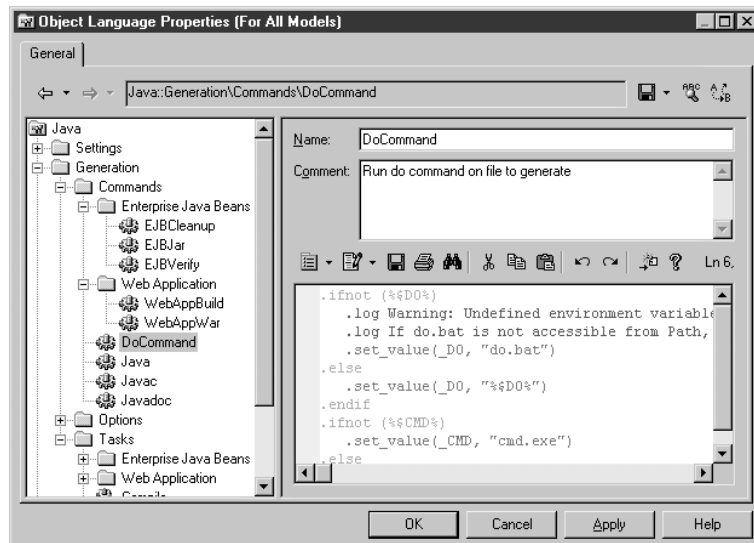 Object Language Properties (For All Models)
General
Java::Generation\Commands\DoCommand
Java
Settings
Generation
Commands
Enterprise Java Beans
EJBCleanup
EJBJar
EJBVerify
Web Application
WebAppBuild
WebAppWar
DoCommand
Java
Javac
Javadoc
Options
Tasks
Enterprise Java Beans
Web Application
Compile
Name: DoCommand
Comment: Run do command on file to generate
Ln 6,
.ifnot (%$DO%)
.log Warning: Undefined environment variable
.log If do.bat is not accessible from Path,
.set_value(_DO, "do.bat")
.else
.set_value(_DO, "%$DO%")
.endif
.ifnot (%$CMD%)
.set_value(_CMD, "cmd.exe")
.else
OK Cancel Apply Help